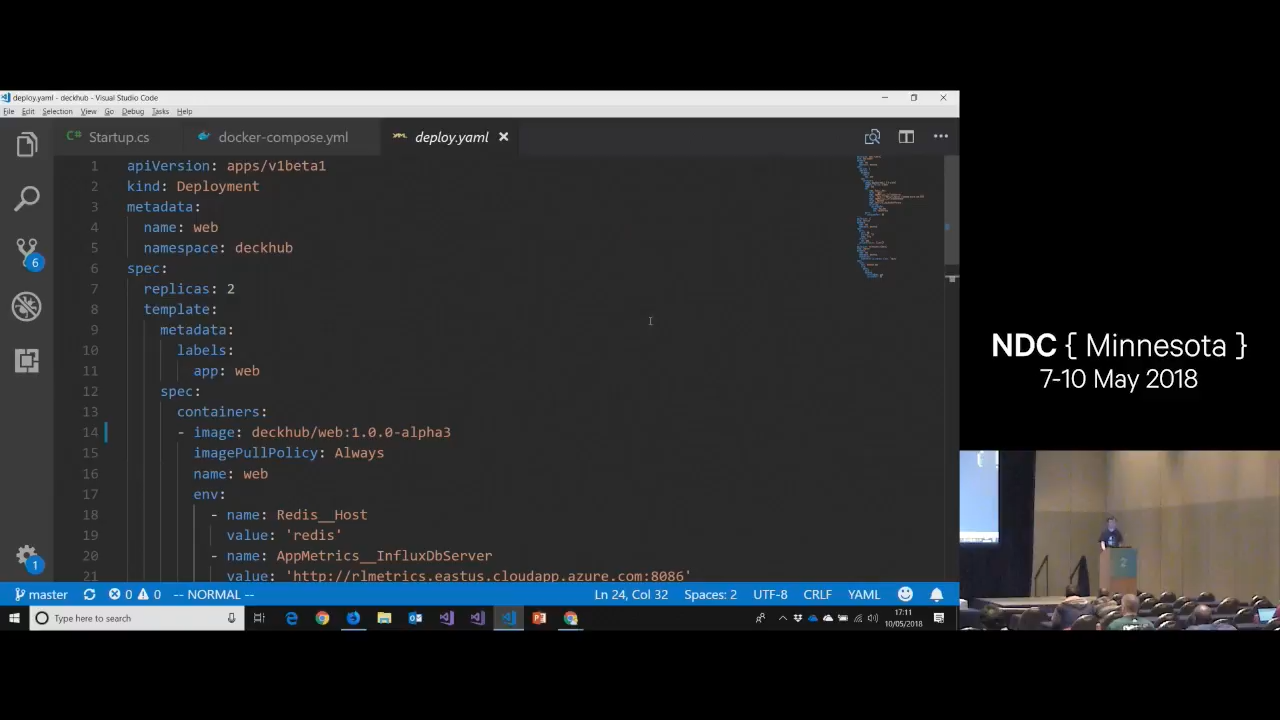 deploy.yaml - deckhub - Visual Studio Code
File Edit Selection View Go Debug Tasks Help
Startup.cs docker-compose.yml deploy.yaml
1 apiVersion: apps/v1beta1
2 kind: Deployment
3 metadata:
4 name: web
5 namespace: deckhub
6 spec:
7 replicas: 2
8 template:
9 metadata:
10 labels:
11 app: web
12 spec:
13 containers:
14 - image: deckhub/web:1.0.0-alpha3
15 imagePullPolicy: Always
16 name: web
17 env:
18 - name: Redis__Host
19 value: 'redis'
20 - name: AppMetrics__InfluxDbServer
21 value: 'http://rlmetrics.eastus.cloudapp.azure.com:8086'
6
1
master 0 0 -- NORMAL -- Ln 24, Col 32 Spaces: 2 UTF-8 CRLF YAML
Type here to search
17:11
10/05/2018
NDC { Minnesota }
7-10 May 2018